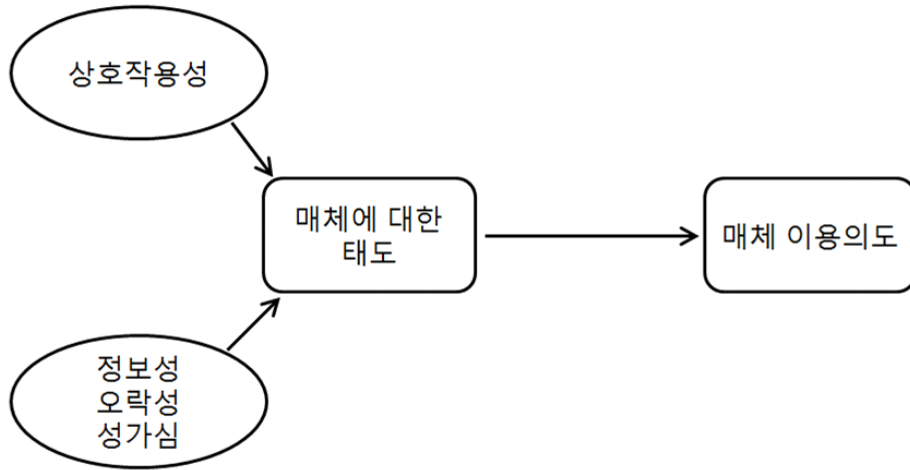 상호작용성
매체에 대한
태도
매체 이용의도
정보성
오락성
성가심